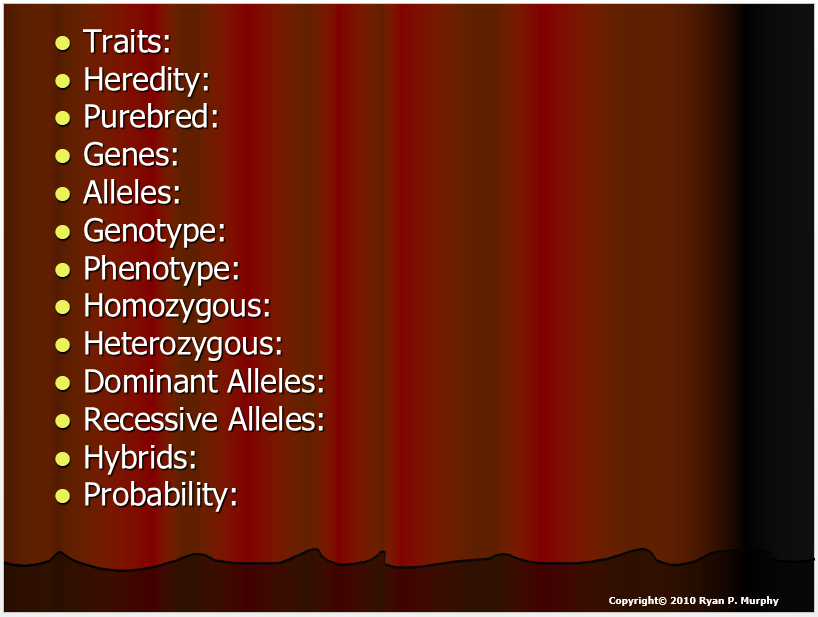 Traits:
Heredity:
Purebred:
Genes:
Alleles:
Genotype:
Phenotype:
Homozygous:
Heterozygous:
Dominant Alleles:
Recessive Alleles:
Hybrids:
Probability:
Copyright© 2010 Ryan P. Murphy